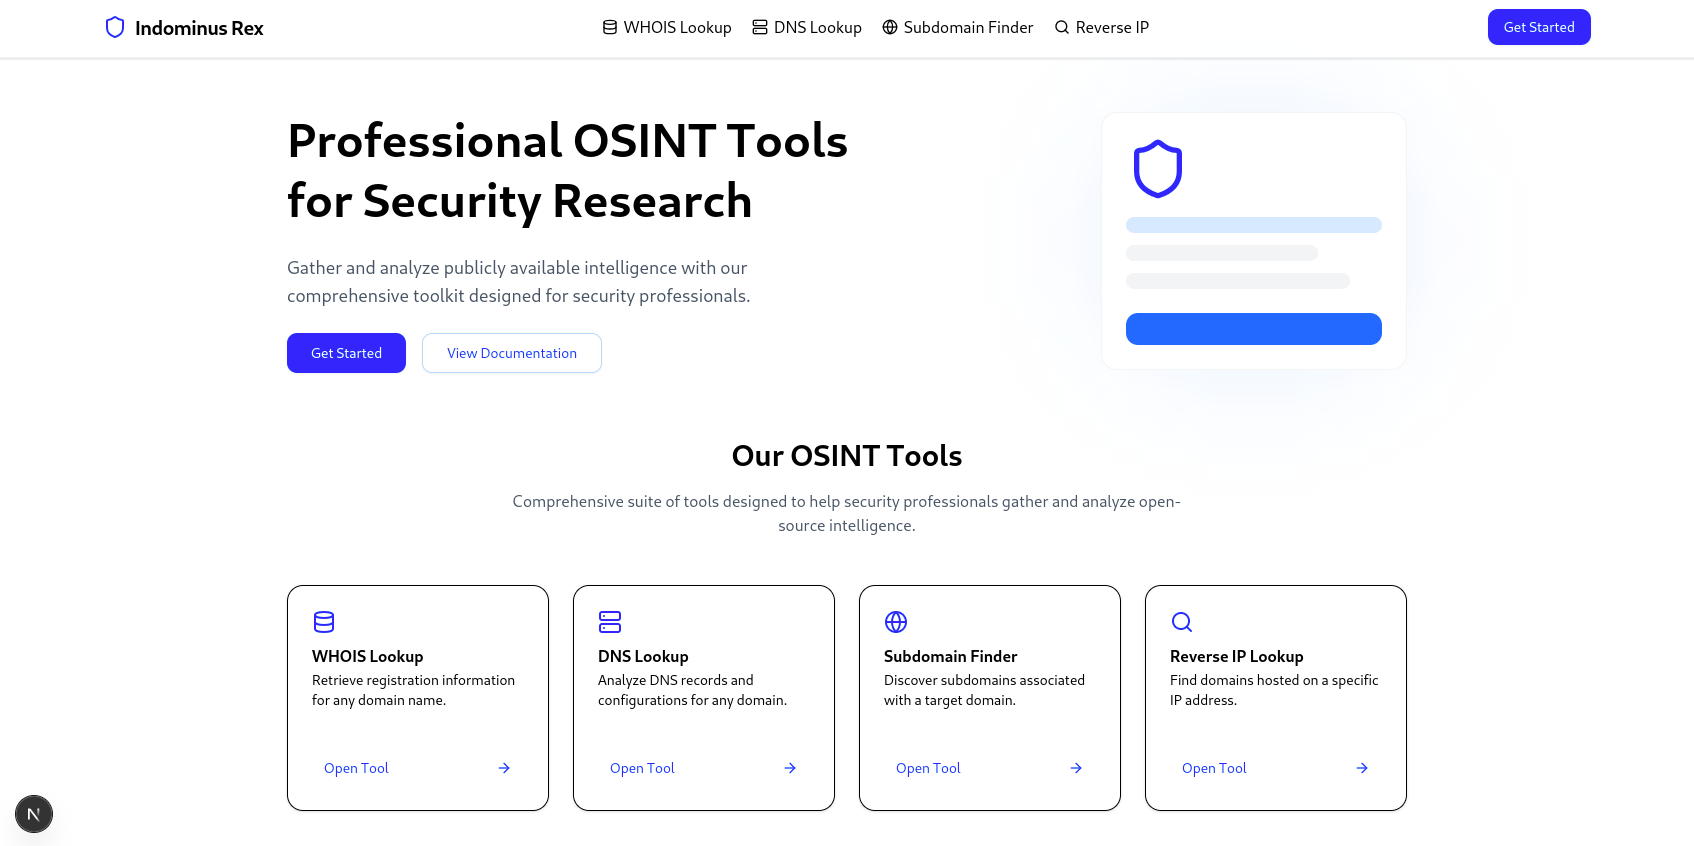 Indominus Rex
WHOIS Lookup
DNS Lookup
Subdomain Finder
Reverse IP
Get Started
Professional OSINT Tools
for Security Research
Gather and analyze publicly available intelligence with our
comprehensive toolkit designed for security professionals.
Get Started
View Documentation
Our OSINT Tools
Comprehensive suite of tools designed to help security professionals gather and analyze open-
source intelligence.
WHOIS Lookup
Retrieve registration information
for any domain name.
Open Tool
DNS Lookup
Analyze DNS records and
configurations for any domain.
Open Tool
Subdomain Finder
Discover subdomains associated
with a target domain.
Open Tool
Reverse IP Lookup
Find domains hosted on a specific
IP address.
Open Tool
N